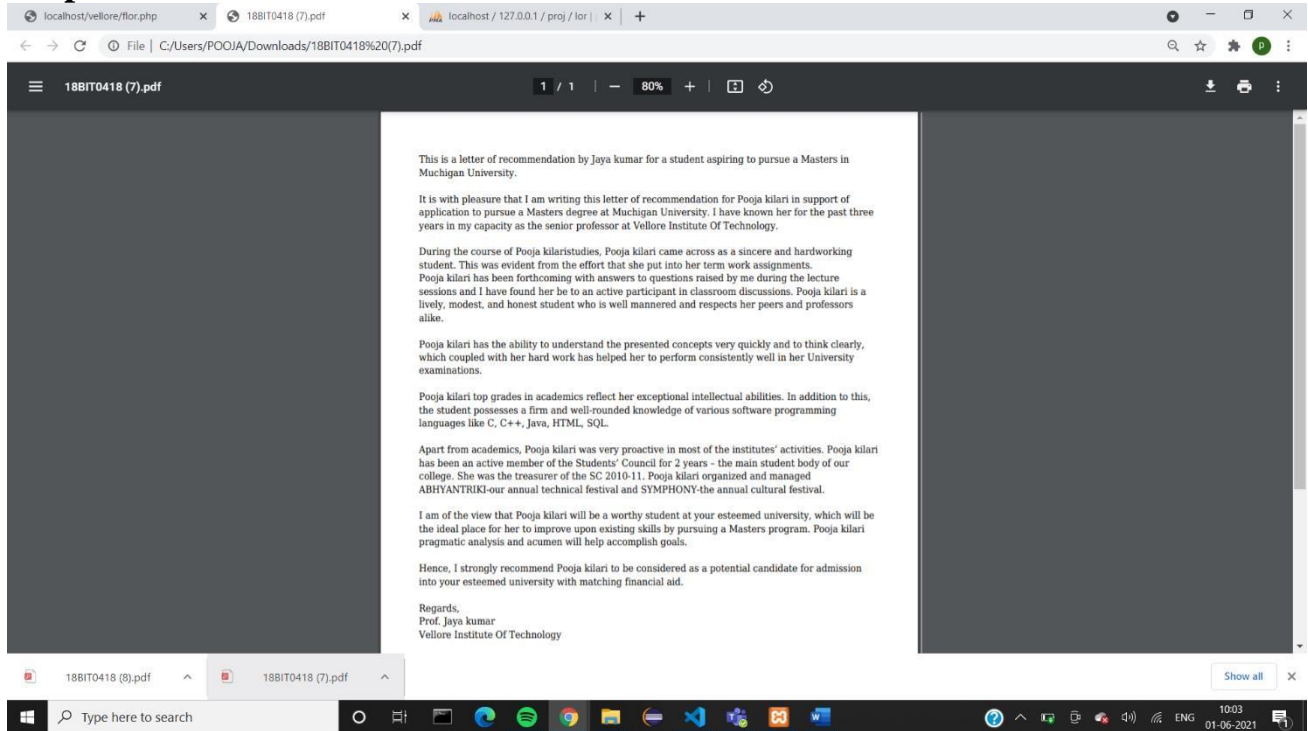 localhost/vellore/flor.php
18BIT0418 (7).pdf
localhost / 127.0.0.1 / proj / lor |
File | C:/Users/POOJA/Downloads/18BIT0418%20(7).pdf
P
18BIT0418 (7).pdf
1 / 1
80%
This is a letter of recommendation by Jaya kumar for a student aspiring to pursue a Masters in
Muchigan University.
It is with pleasure that I am writing this letter of recommendation for Pooja kilari in support of
application to pursue a Masters degree at Muchigan University. I have known her for the past three
years in my capacity as the senior professor at Vellore Institute Of Technology.
During the course of Pooja kilaristudies, Pooja kilari came across as a sincere and hardworking
student. This was evident from the effort that she put into her term work assignments.
Pooja kilari has been forthcoming with answers to questions raised by me during the lecture
sessions and I have found her be to an active participant in classroom discussions. Pooja kilari is a
lively, modest, and honest student who is well mannered and respects her peers and professors
alike.
Pooja kilari has the ability to understand the presented concepts very quickly and to think clearly,
which coupled with her hard work has helped her to perform consistently well in her University
examinations.
Pooja kilari top grades in academics reflect her exceptional intellectual abilities. In addition to this,
the student possesses a firm and well-rounded knowledge of various software programming
languages like C, C++, Java, HTML, SQL.
Apart from academics, Pooja kilari was very proactive in most of the institutes' activities. Pooja kilari
has been an active member of the Students' Council for 2 years – the main student body of our
college. She was the treasurer of the SC 2010-11. Pooja kilari organized and managed
ABHYANTRIKI-our annual technical festival and SYMPHONY-the annual cultural festival.
I am of the view that Pooja kilari will be a worthy student at your esteemed university, which will be
the ideal place for her to improve upon existing skills by pursuing a Masters program. Pooja kilari
pragmatic analysis and acumen will help accomplish goals.
Hence, I strongly recommend Pooja kilari to be considered as a potential candidate for admission
into your esteemed university with matching financial aid.
Regards,
Prof. Jaya kumar
Vellore Institute Of Technology
18BIT0418 (8).pdf
18BIT0418 (7).pdf
Show all
Type here to search
ENG
10:03
01-06-2021